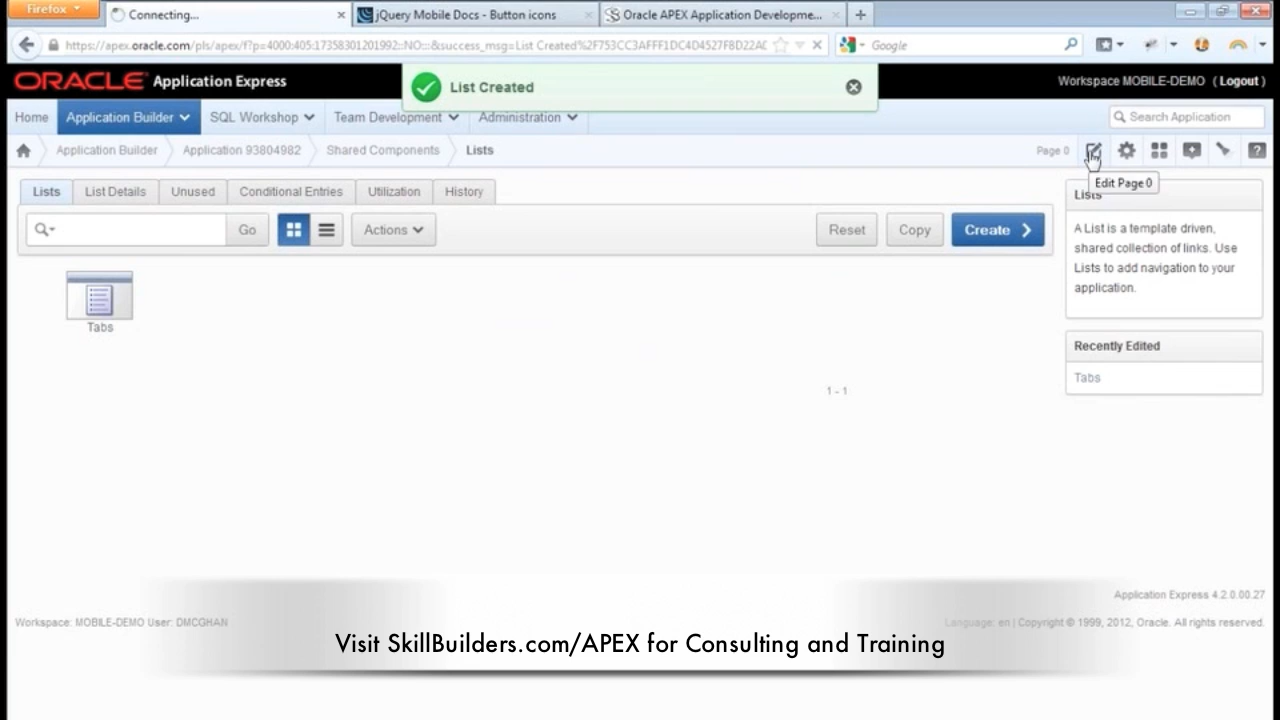 Firefox
Connecting...
jQuery Mobile Docs - Button icons
Oracle APEX Application Developme...
https://apex.oracle.com/pls/apex/f?p=4000:405:17358301201992::NO:::&success_msg=List Created%2F753CC3AFFF1DC4D4527FBD22A
Google
ORACLE Application Express
List Created
Workspace MOBILE-DEMO ( Logout )
Home
Application Builder
SQL Workshop
Team Development
Administration
Search Application
Application Builder
Application 93804982
Shared Components
Lists
Page 0
Edit Page 0
Lists
List Details
Unused
Conditional Entries
Utilization
History
Go
Actions
Reset
Copy
Create
Tabs
1 - 1
Lists
A List is a template driven,
shared collection of links. Use
Lists to add navigation to your
application.
Recently Edited
Tabs
Application Express 4.2.0.00.27
Workspace: MOBILE-DEMO User: DMCGHAN
Language: en | Copyright © 1999, 2012, Oracle. All rights reserved.
Visit SkillBuilders.com/APEX for Consulting and Training